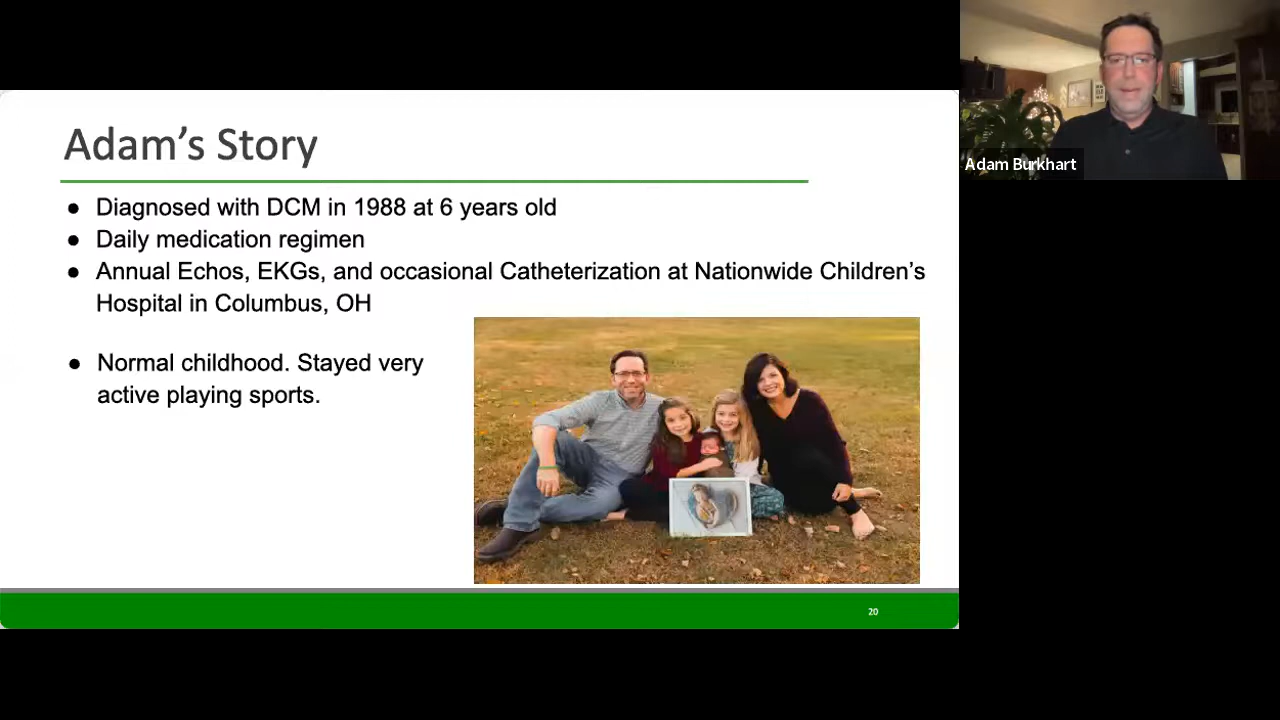 Adam’s Story
● Diagnosed with DCM in 1988 at 6 years old
● Daily medication regimen
● Annual Echos, EKGs, and occasional Catheterization at Nationwide Children’s
Hospital in Columbus, OH
● Normal childhood. Stayed very
active playing sports.
20
Adam Burkhart